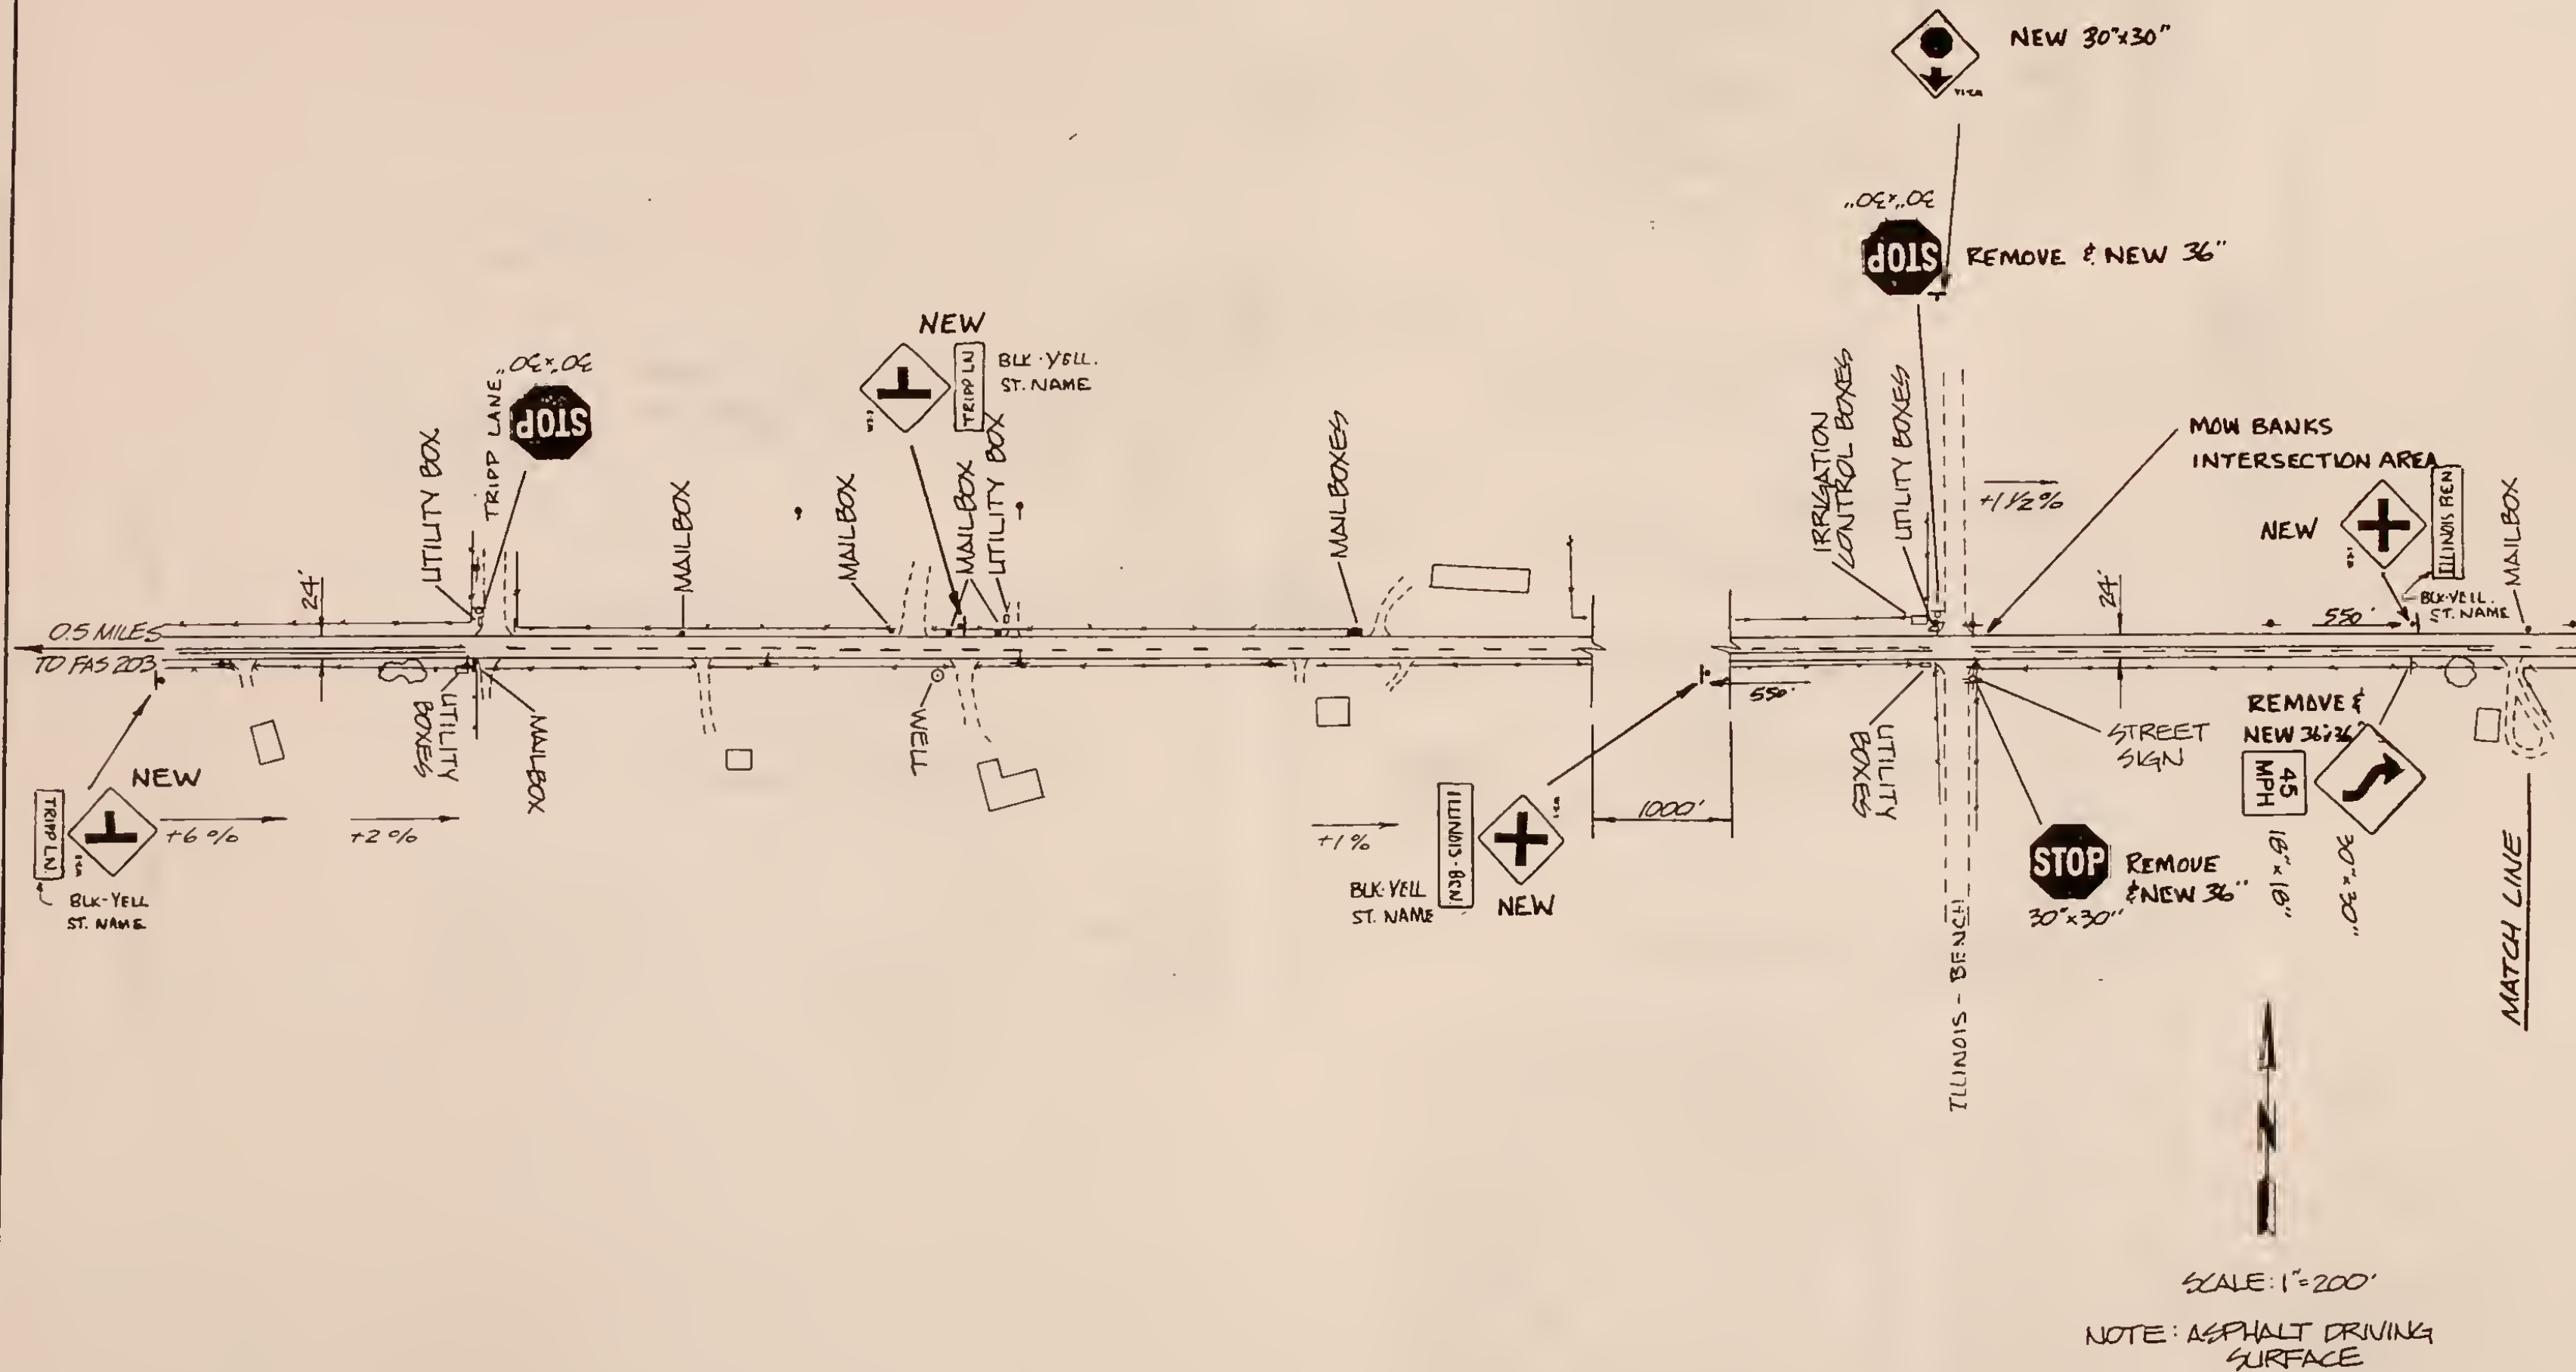 NEW 30"x30"
30"x30"
STOP
REMOVE & NEW 36"
NEW
TRIPP LN
BLK-YELL.
ST. NAME
30"x30"
STOP
TRIPP LANE
UTILITY BOX
MAILBOX
MAILBOX
MAILBOX
UTILITY BOX
MAILBOXES
IRRIGATION
CONTROL BOXES
UTILITY BOXES
+1 1/2 %
MOW BANKS
INTERSECTION AREA
NEW
MAILBOX
BLK-YELL.
ST. NAME
550'
24'
24'
0.5 MILES
TO FAS 203
UTILITY
BOXES
MAILBOX
WELL
550'
1000'
UTILITY
BOXES
STREET
SIGN
REMOVE &
NEW 36x36
45
MPH
18" x 18"
30"x30"
NEW
TRIPP LN.
BLK-YELL
ST. NAME
+6 %
+2 %
+1 %
ILLINOIS-BEN.
BLK-YELL
ST. NAME
NEW
STOP
REMOVE
& NEW 36"
30"x30"
ILLINOIS - BENCH
MATCH LINE
N
SCALE: 1"=200'
NOTE: ASPHALT DRIVING
SURFACE